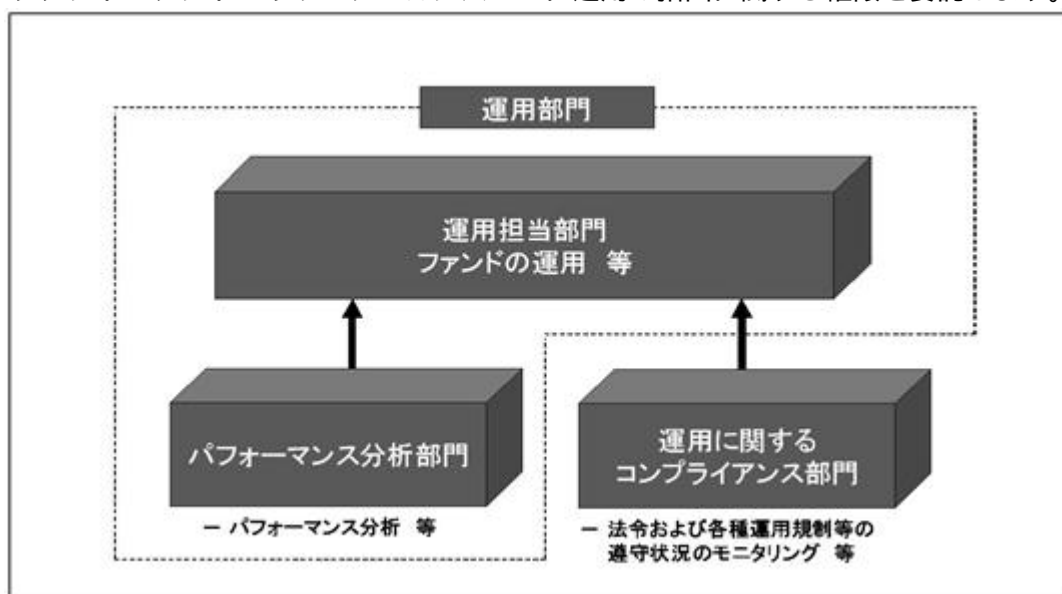 運用部門
運用担当部門
ファンドの運用 等
パフォーマンス分析部門
− パフォーマンス分析 等
運用に関する
コンプライアンス部門
− 法令および各種運用規制等の
遵守状況のモニタリング 等